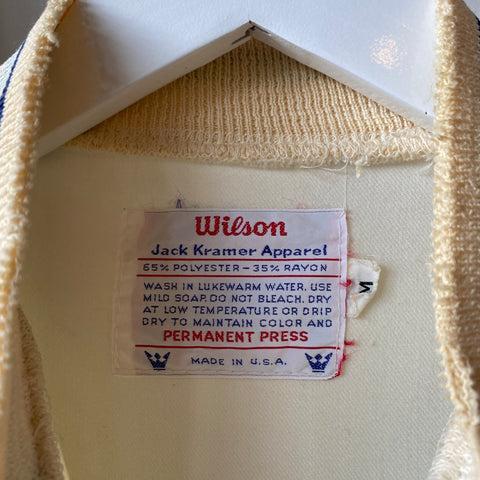 Wilson
Jack Kramer Apparel
65% POLYESTER - 35% RAYON
WASH IN LUKEWARM WATER. USE
MILD SOAP. DO NOT BLEACH. DRY
AT LOW TEMPERATURE OR DRIP
DRY TO MAINTAIN COLOR AND
PERMANENT PRESS
MADE IN U.S.A.
M